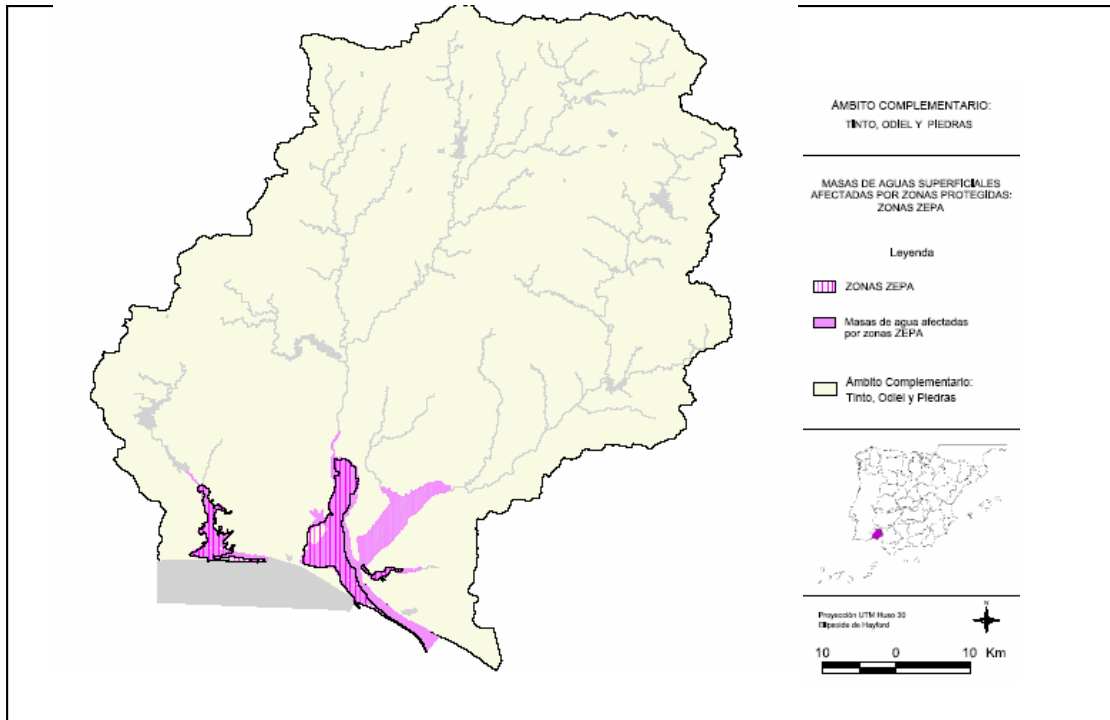 ÁMBITO COMPLEMENTARIO:
TINTO, ODIEL Y PIEDRAS
MASAS DE AGUAS SUPERFICIALES
AFECTADAS POR ZONAS PROTEGIDAS:
ZONAS ZEPA
Leyenda
ZONAS ZEPA
Masas de agua afectadas
por zonas ZEPA
Ámbito Complementario:
Tinto, Odiel y Piedras
Proyección UTM Huso 30
Elipsoide de Hayford
N
10 0 10 Km